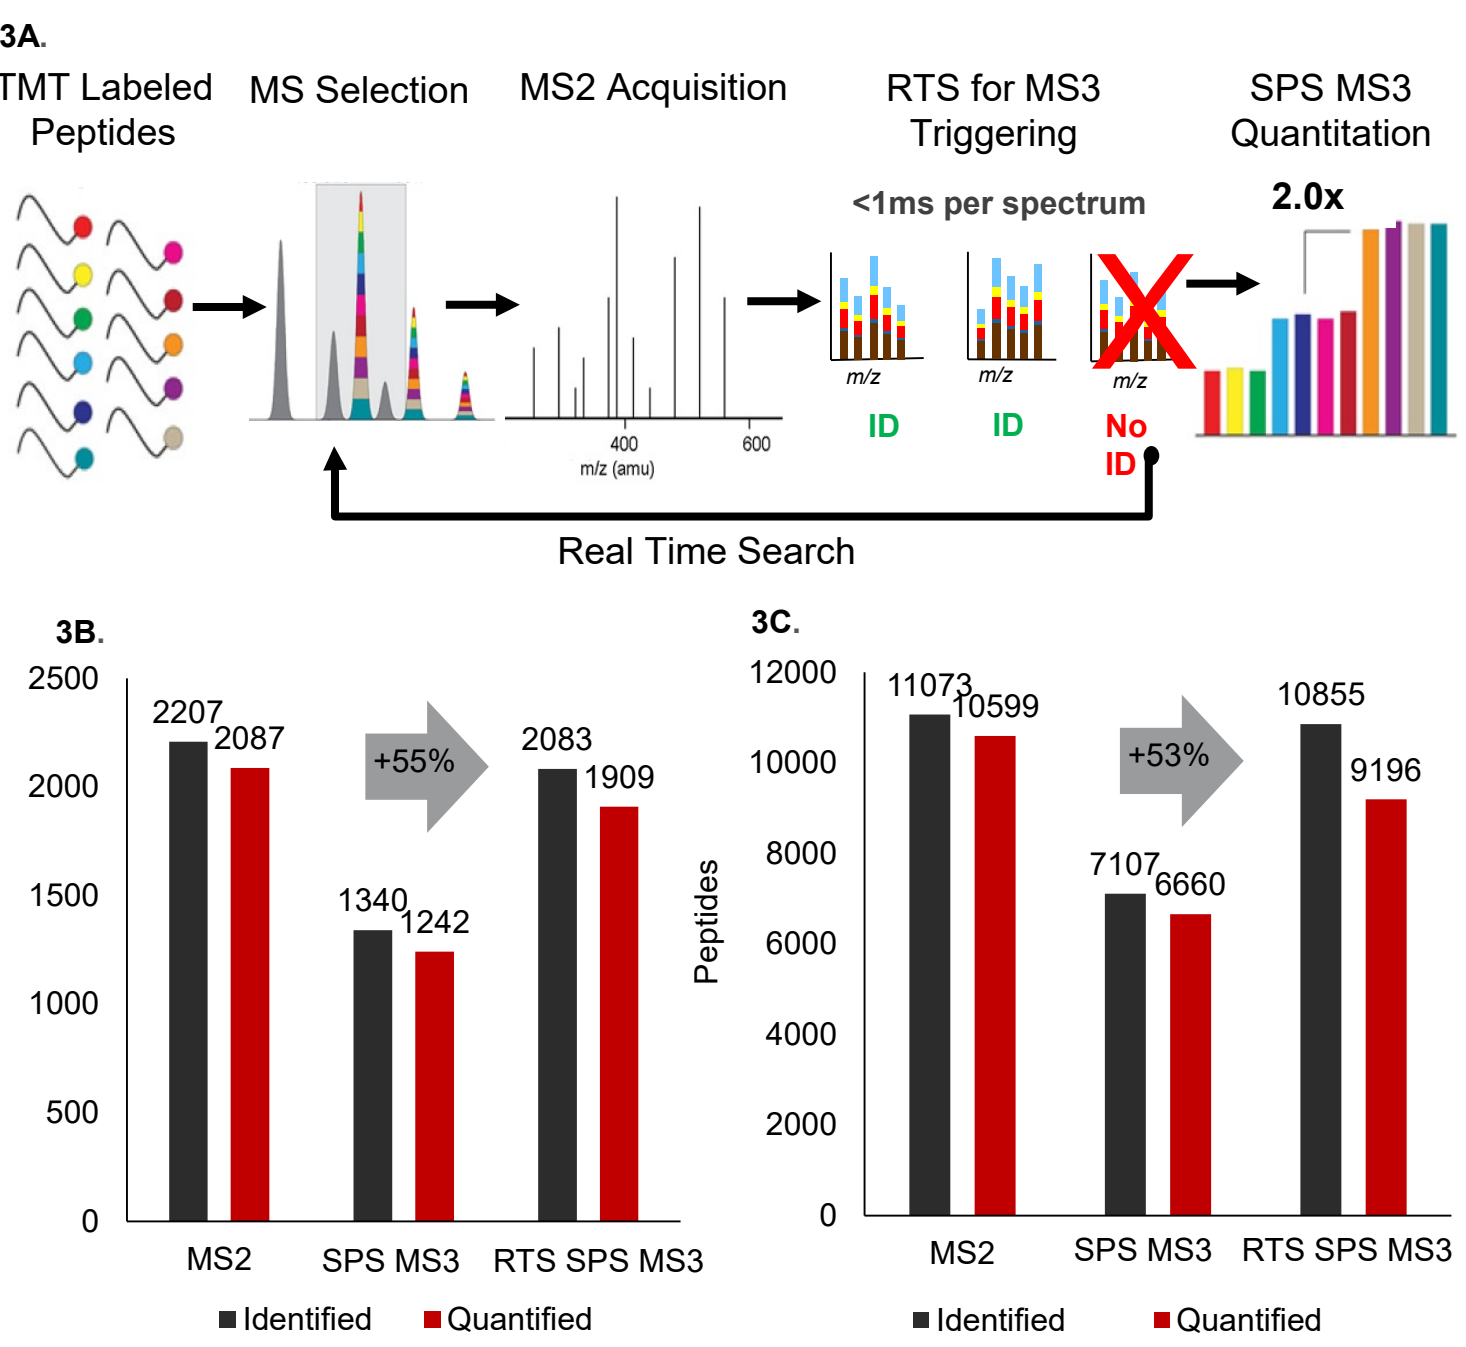 3A.
TMT Labeled
Peptides
MS Selection
MS2 Acquisition
RTS for MS3
Triggering
SPS MS3
Quantitation
<1ms per spectrum
2.0x
m/z
m/z
m/z
400
600
m/z (amu)
ID
ID
No
ID
Real Time Search
3B.
2500
2000
1500
1000
500
0
2207
2087
+55%
1340
1242
2083
1909
MS2
SPS MS3
RTS SPS MS3
Identified
Quantified
3C.
Peptides
12000
10000
8000
6000
4000
2000
0
11073
10599
+53%
7107
6660
10855
9196
MS2
SPS MS3
RTS SPS MS3
Identified
Quantified